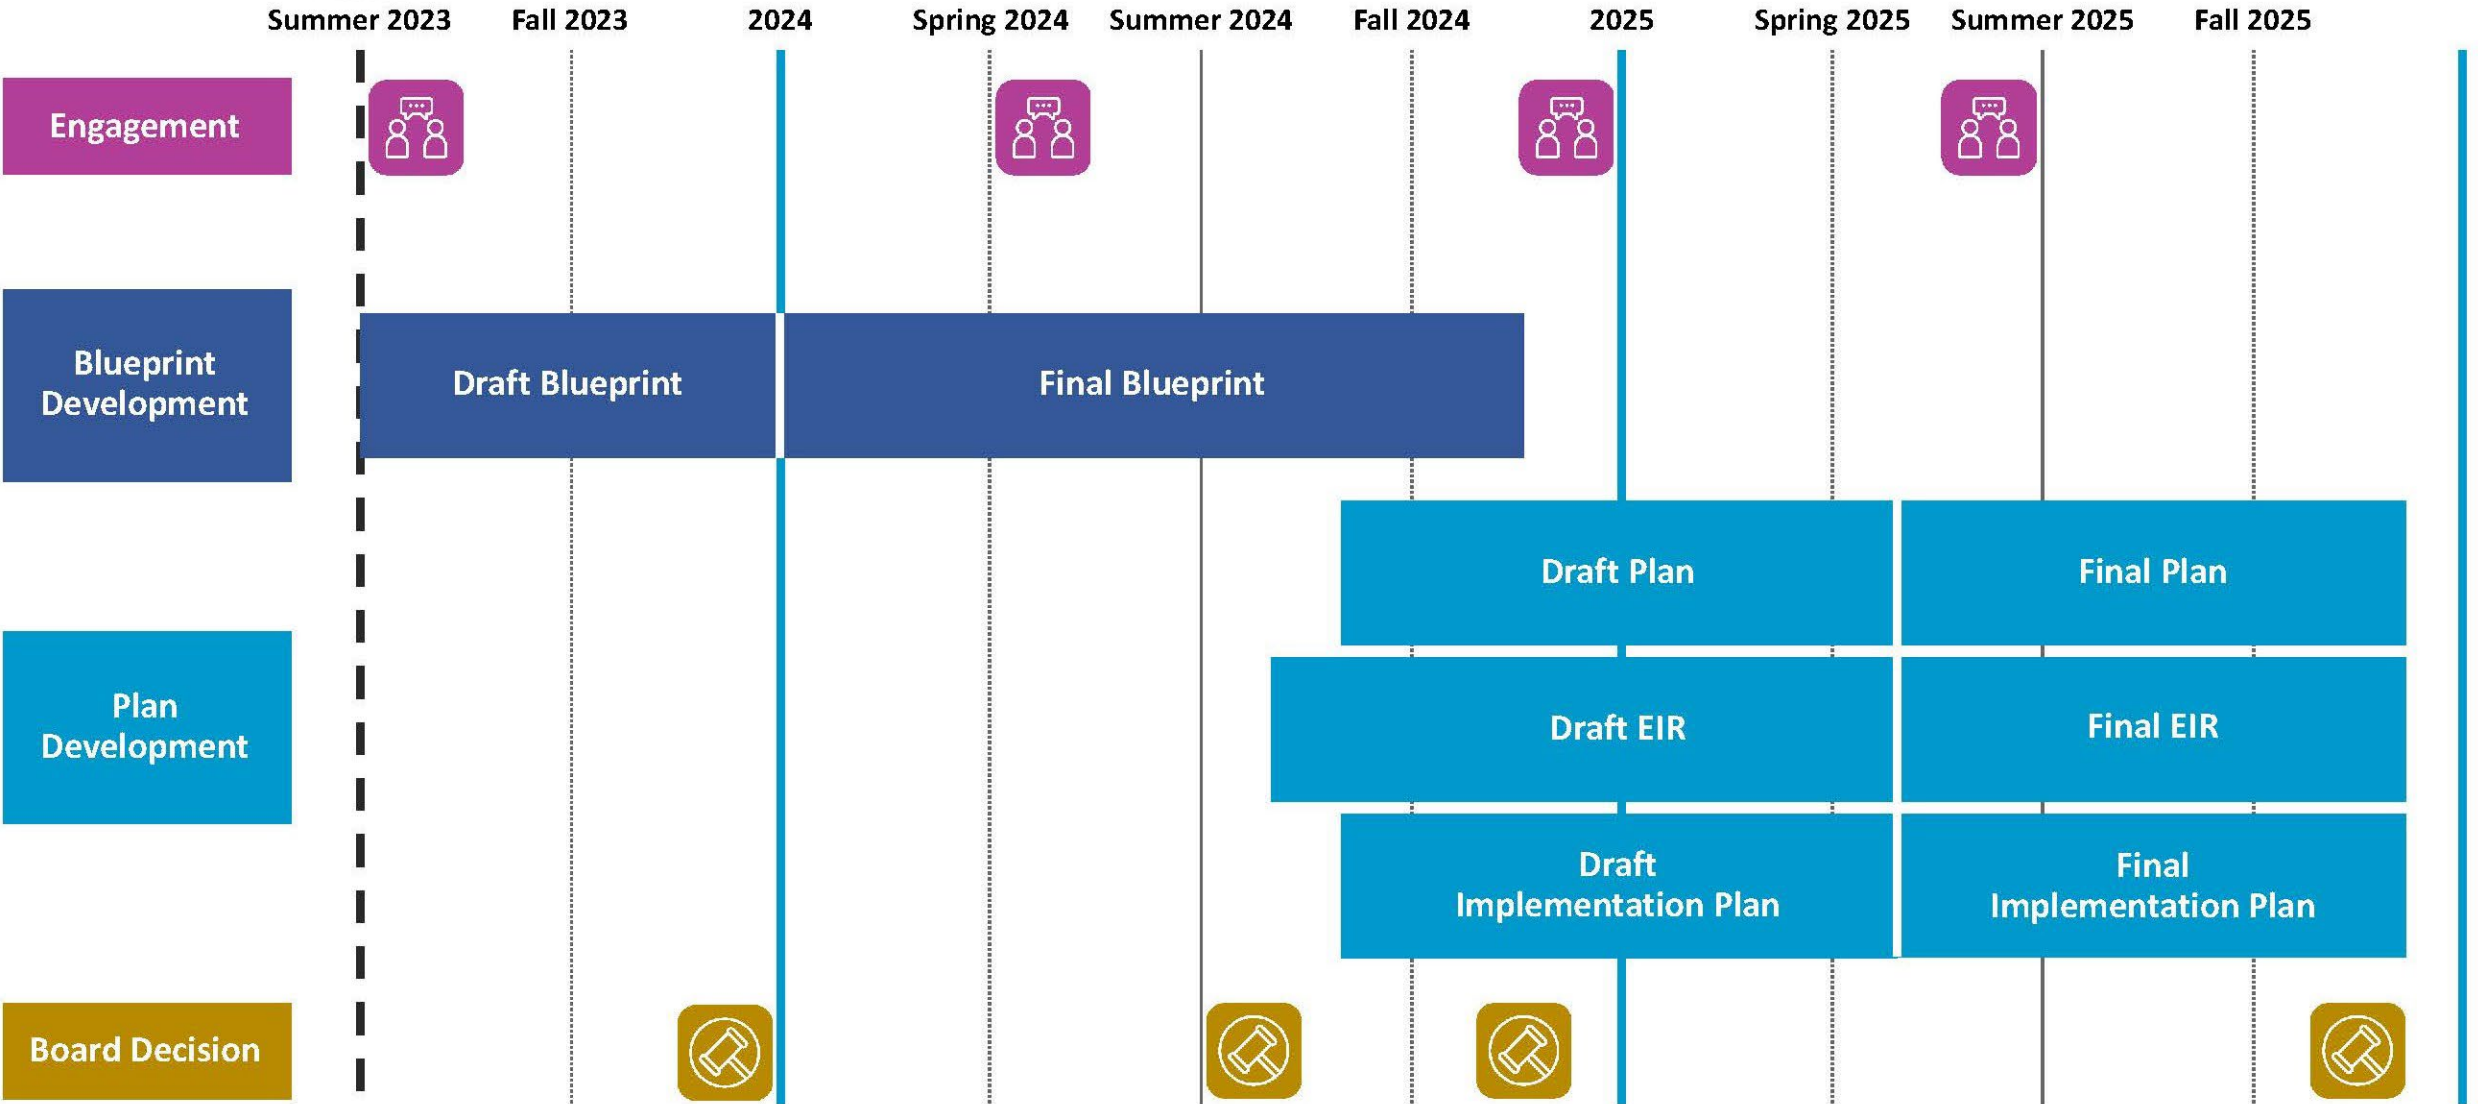 Summer 2023 Fall 2023 2024 Spring 2024 Summer 2024 Fall 2024 2025 Spring 2025 Summer 2025 Fall 2025
Engagement
Blueprint
Development
Draft Blueprint
Final Blueprint
Draft Plan
Final Plan
Plan
Development
Draft EIR
Final EIR
Draft
Implementation Plan
Final
Implementation Plan
Board Decision